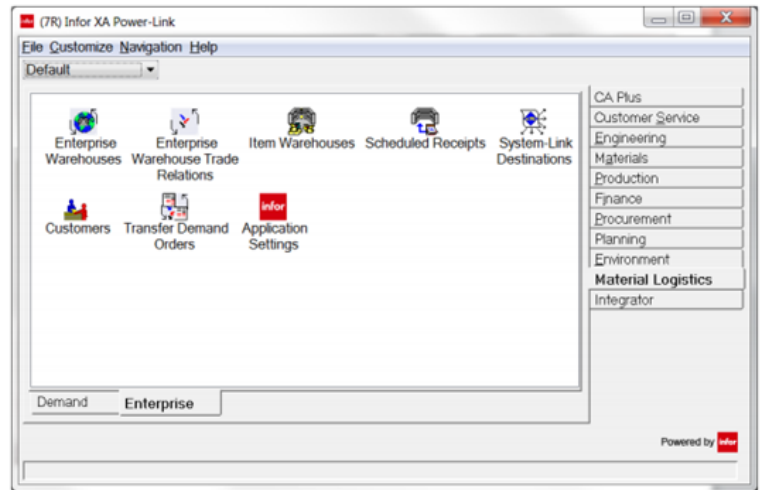 (7R) Infor XA Power-Link
File Customize Navigation Help
Default
Enterprise
Warehouses
Enterprise
Warehouse Trade
Relations
Item Warehouses
Scheduled Receipts
System-Link
Destinations
Customers
Transfer Demand
Orders
infor
Application
Settings
Demand
Enterprise
CA Plus
Customer Service
Engineering
Materials
Production
Finance
Procurement
Planning
Environment
Material Logistics
Integrator
Powered by infor